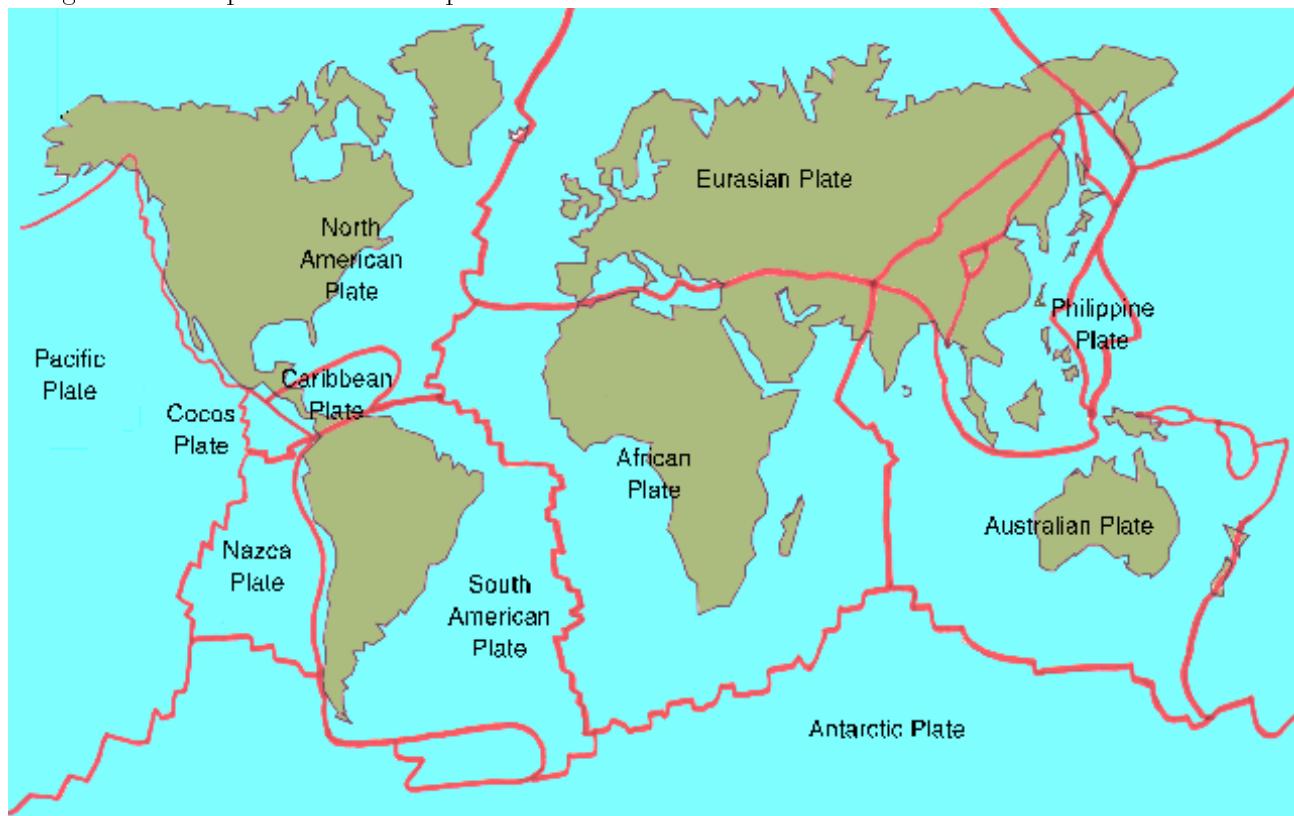 Eurasian Plate
North
American
Plate
Philippine
Plate
Pacific
Plate
Caribbean
Plate
Cocos
Plate
African
Plate
Australian Plate
Nazca
Plate
South
American
Plate
Antarctic Plate